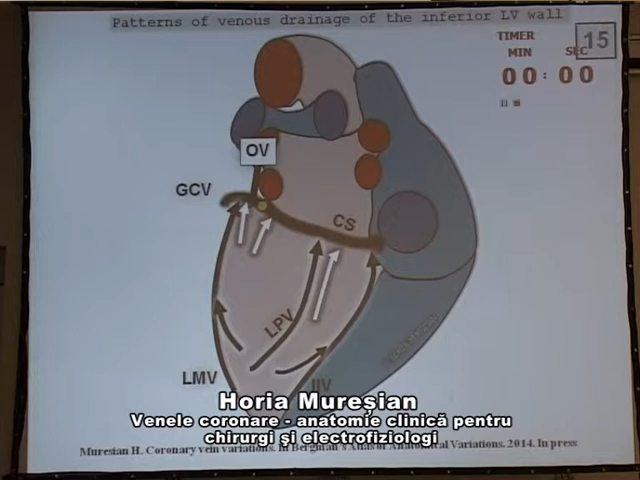 Patterns of venous drainage of the inferior LV wall
TIMER
MIN SEC
15
00:00
OV
GCV
CS
LPV
LMV
IIV
Horia Mureșian
Venele coronare - anatomie clinică pentru
chirurgi și electrofiziologi
Muresian H. Coronary vein variations. In Bergman's Atlas of Anatomical Variations. 2014. In press